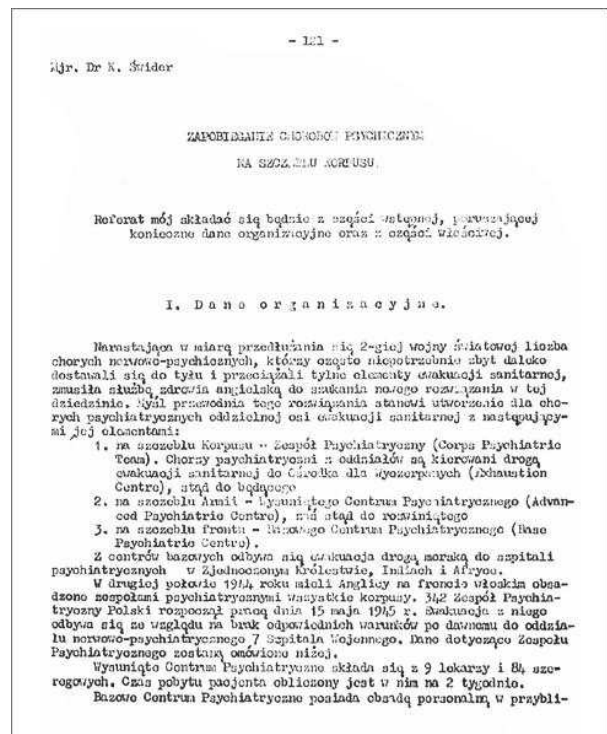 - 121 -
Mjr. Dr K. Świder
ZAPOBIEGANIE CHOROBOM PSYCHICZNYM
NA SZCZEBLU KORPUSU.
Referat mój składać się będzie z części wstępnej, poruszającej
konieczne dane organizacyjne oraz z części właściwej.
I. Dane organizacyjne.
Narastająca w miarę przedłużania się 2-giej wojny światowej liczba
chorych nerwowo-psychicznych, którzy często niepotrzebnie zbyt daleko
dostawali się do tyłu i przeciążali tylne elementy ewakuacji sanitarnej,
zmusiła służbę zdrowia angielską do szukania nowego rozwiązania w tej
dziedzinie. Myśl przewodnia tego rozwiązania stanowi utworzenie dla cho-
rych psychiatrycznych oddzielnej osi ewakuacji sanitarnej z następujący-
mi jej elementami:
1. na szczeblu Korpusu - Zespół Psychiatryczny (Corps Psychiatric
Team). Chorzy psychiatryczni z oddziałów są kierowani drogą
ewakuacji sanitarnej do Ośrodka dla Wyczerpanych (Exhaustion
Centre), stąd do będącego
2. na szczeblu Armii - Wysuniętego Centrum Psychiatrycznego (Advan-
ced Psychiatric Centre), zaś stąd do rozwiniętego
3. na szczeblu frontu - Bazowego Centrum Psychiatrycznego (Base
Psychiatric Centre).
Z centrów bazowych odbywa się ewakuacja drogą morską do szpitali
psychiatrycznych w Zjednoczonym Królestwie, Indiach i Afryce.
W drugiej połowie 1944 roku mieli Anglicy na froncie włoskim obsa-
dzone zespołami psychiatrycznymi wszystkie korpusy. 342 Zespół Psychia-
tryczny Polski rozpoczął pracę dnia 15 maja 1945 r. Ewakuacja z niego
odbywa się ze względu na brak odpowiednich warunków po dawnemu do oddzia-
łu nerwowo-psychiatrycznego 7 Szpitala Wojennego. Dane dotyczące Zespołu
Psychiatrycznego zostaną omówione niżej.
Wysunięte Centrum Psychiatryczne składa się z 9 lekarzy i 84 sze-
regowych. Czas pobytu pacjenta obliczony jest w nim na 2 tygodnie.
Bazowe Centrum Psychiatryczne posiada obsadę personalną w przybli-